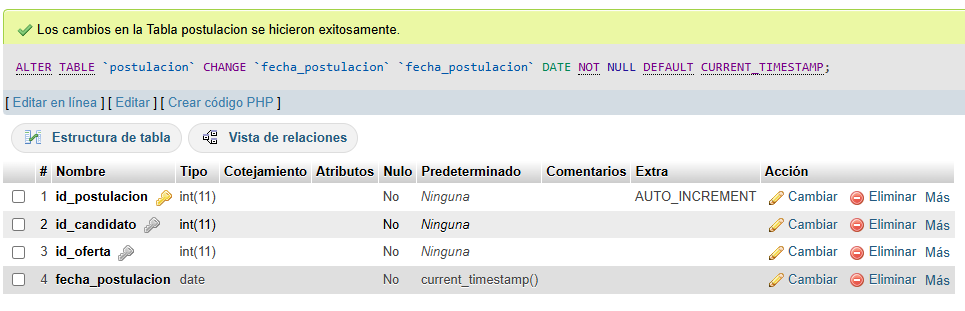 Los cambios en la Tabla postulacion se hicieron exitosamente.
ALTER TABLE `postulacion` CHANGE `fecha_postulacion` `fecha_postulacion` DATE NOT NULL DEFAULT CURRENT_TIMESTAMP;
[ Editar en línea ] [ Editar ] [ Crear código PHP ]
Estructura de tabla Vista de relaciones
# Nombre Tipo Cotejamiento Atributos Nulo Predeterminado Comentarios Extra Acción
1 id_postulacion int(11) No Ninguna AUTO_INCREMENT Cambiar Eliminar Más
2 id_candidato int(11) No Ninguna Cambiar Eliminar Más
3 id_oferta int(11) No Ninguna Cambiar Eliminar Más
4 fecha_postulacion date No current_timestamp() Cambiar Eliminar Más